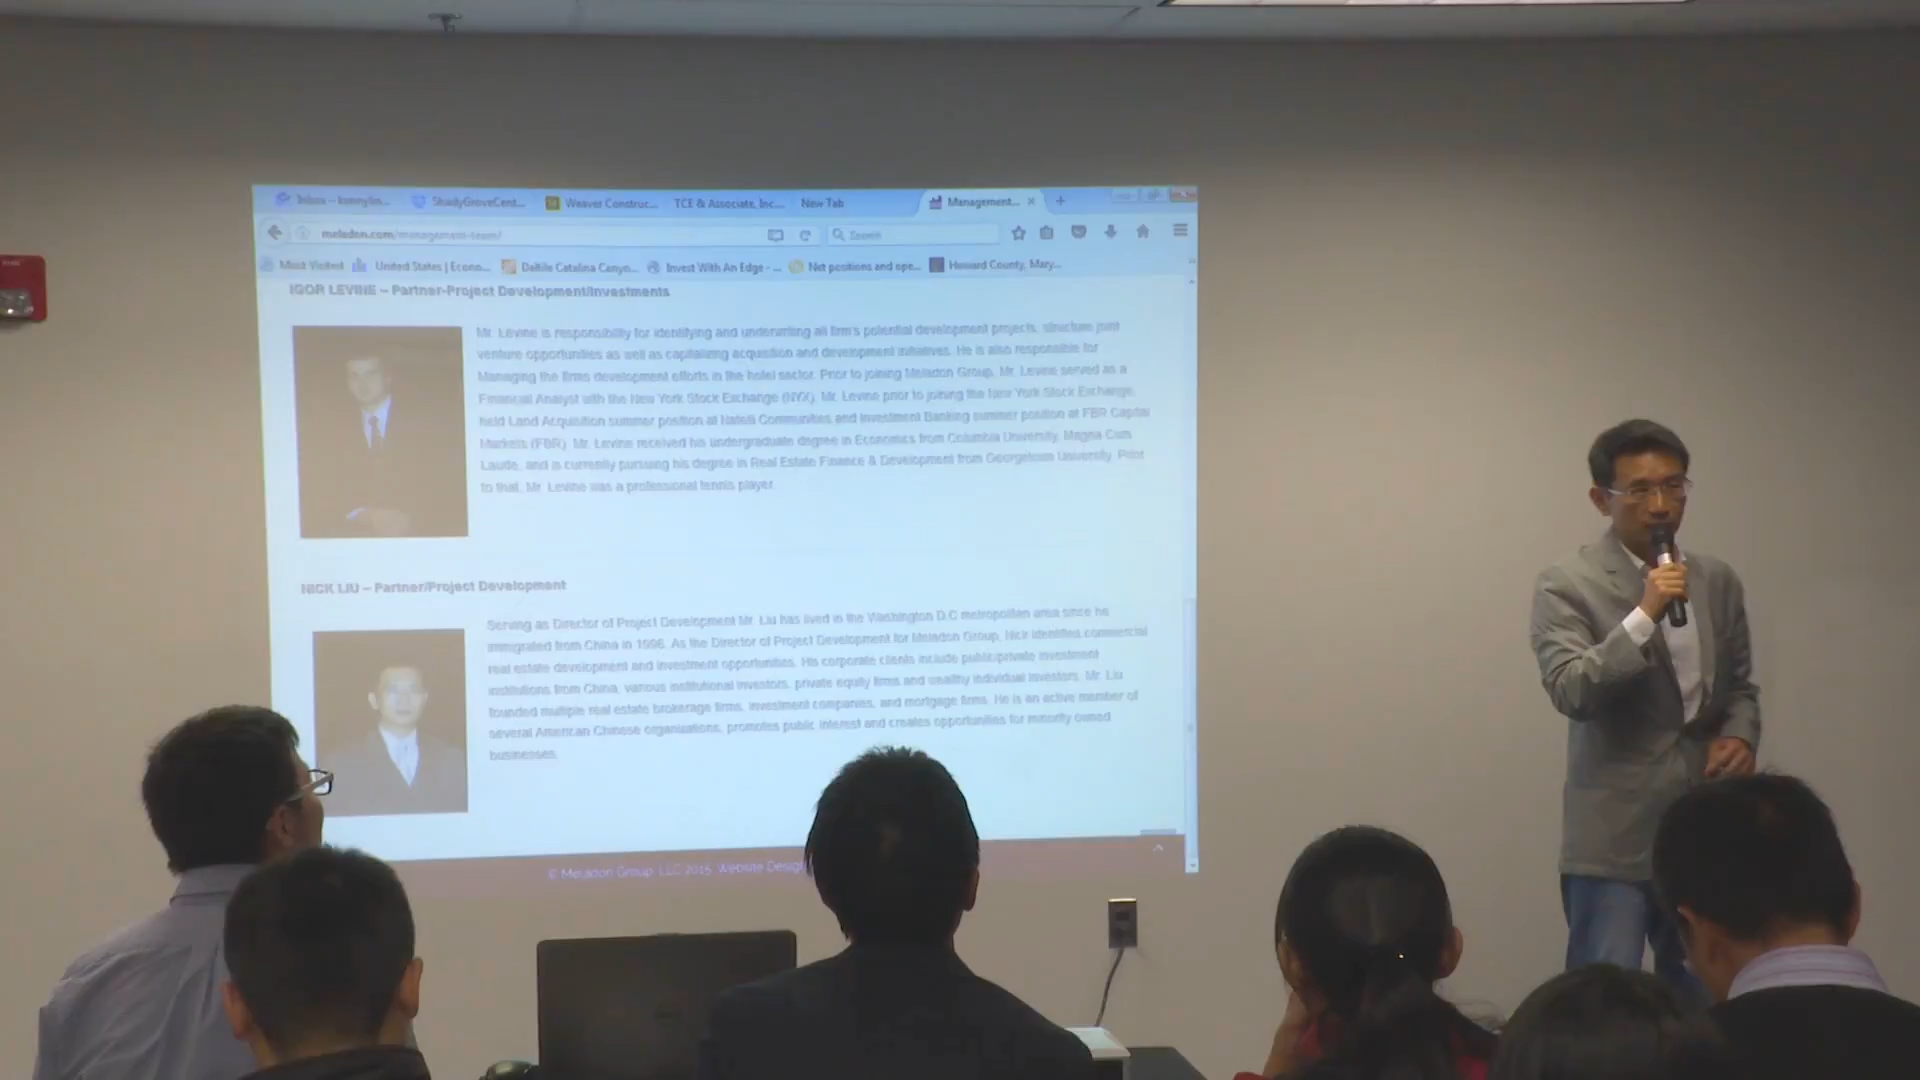 Inbox – kennylin... ShadyGroveCent... Weaver Construc... TCE & Associate, Inc... New Tab Management...
meladon.com/management-team/ Search
Most Visited United States | Econo... Daltile Catalina Canyo... Invest With An Edge - ... Net positions and ope... Howard County, Mary...
IGOR LEVINE – Partner-Project Development/Investments
Mr. Levine is responsibility for identifying and underwriting all firm's potential development projects, structure joint
venture opportunities as well as capitalizing acquisition and development initiatives. He is also responsible for
Managing the firms development efforts in the hotel sector. Prior to joining Meladon Group, Mr. Levine served as a
Financial Analyst with the New York Stock Exchange (NYX). Mr. Levine prior to joining the New York Stock Exchange,
held Land Acquisition summer position at Natelli Communities and Investment Banking summer position at FBR Capital
Markets (FBR). Mr. Levine received his undergraduate degree in Economics from Columbia University, Magna Cum
Laude, and is currently pursuing his degree in Real Estate Finance & Development from Georgetown University. Prior
to that, Mr. Levine was a professional tennis player.
NICK LIU – Partner/Project Development
Serving as Director of Project Development Mr. Liu has lived in the Washington D.C metropolitan area since he
immigrated from China in 1996. As the Director of Project Development for Meladon Group, Nick identifies commercial
real estate development and investment opportunities. His corporate clients include public/private investment
institutions from China, various institutional investors, private equity firms and wealthy individual investors. Mr. Liu
founded multiple real estate brokerage firms, investment companies, and mortgage firms. He is an active member of
several American Chinese organizations, promotes public interest and creates opportunities for minority owned
businesses.
© Meladon Group, LLC 2015. Website Design